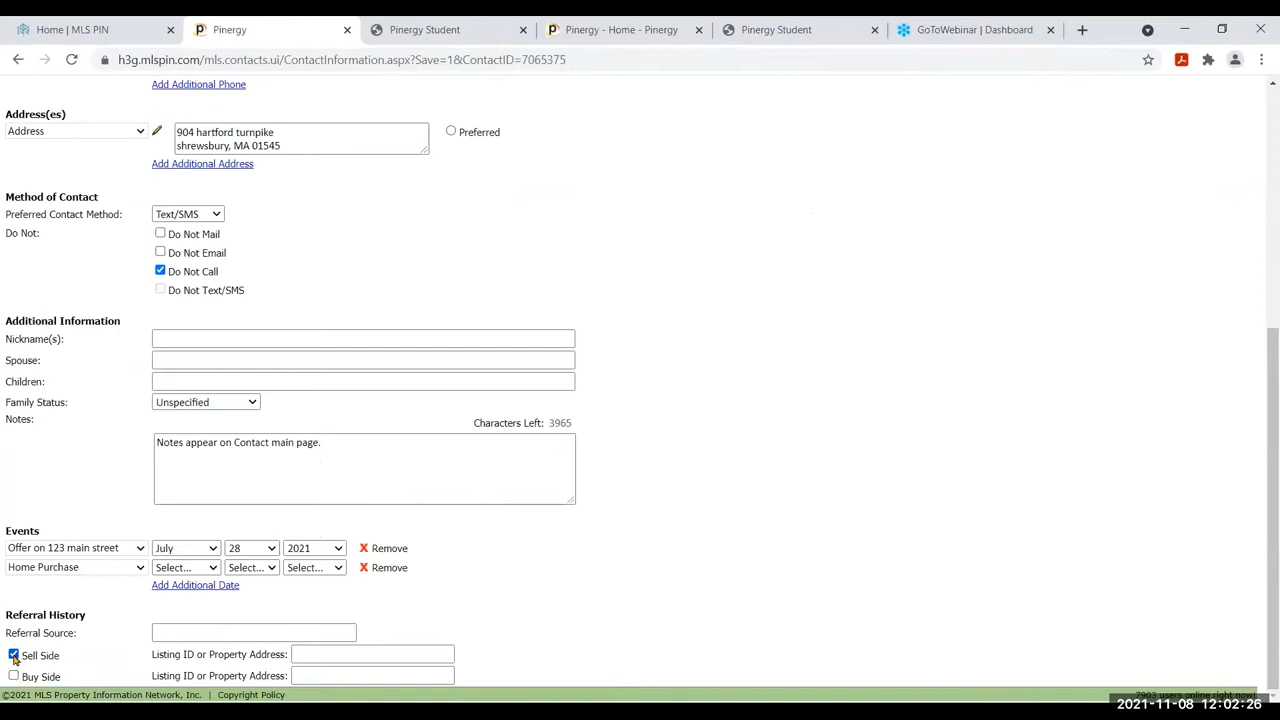 Home | MLS PIN
Pinergy
Pinergy Student
Pinergy - Home - Pinergy
Pinergy Student
GoToWebinar | Dashboard
h3g.mlspin.com/mls.contacts.ui/ContactInformation.aspx?Save=1&ContactID=7065375
Add Additional Phone
Address(es)
Address
904 hartford turnpike
shrewsbury, MA 01545
Preferred
Add Additional Address
Method of Contact
Preferred Contact Method: Text/SMS
Do Not: Do Not Mail
Do Not Email
Do Not Call
Do Not Text/SMS
Additional Information
Nickname(s):
Spouse:
Children:
Family Status: Unspecified
Notes: Characters Left: 3965
Notes appear on Contact main page.
Events
Offer on 123 main street July 28 2021 X Remove
Home Purchase Select... Select... Select... X Remove
Add Additional Date
Referral History
Referral Source:
Sell Side Listing ID or Property Address:
Buy Side Listing ID or Property Address:
©2021 MLS Property Information Network, Inc. | Copyright Policy 7903 users online (right now)
2021-11-08 12:02:26